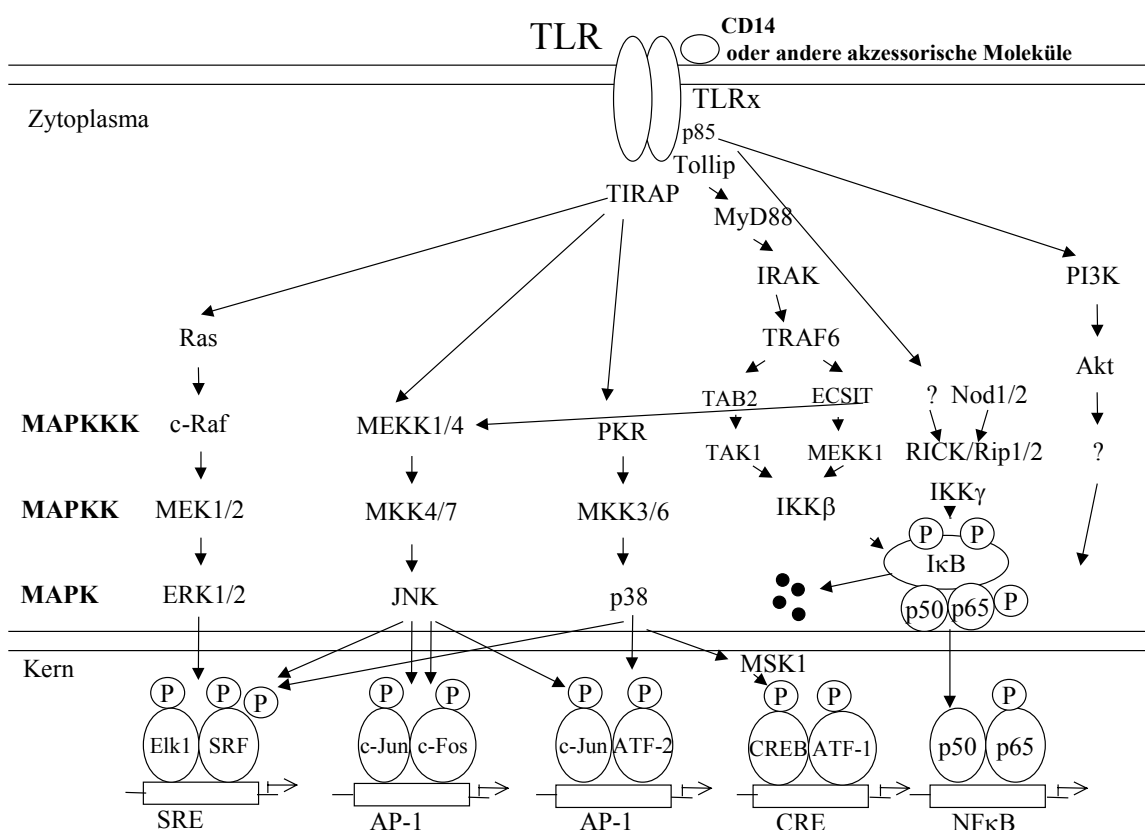 CD14
TLR
oder andere akzessorische Moleküle
TLRx
Zytoplasma
p85
Tollip
TIRAP
MyD88
IRAK
PI3K
Ras
TRAF6
Akt
TAB2
ECSIT
? Nod1/2
MAPKKK c-Raf
MEKK1/4
PKR
TAK1
MEKK1
RICK/Rip1/2
?
IKKγ
MAPKK MEK1/2
MKK4/7
MKK3/6
IKKβ
P P
IκB
MAPK ERK1/2
JNK
p38
p50 p65 P
Kern
MSK1
P P P
P P
P P
P P
P
Elk1 SRF
c-Jun c-Fos
c-Jun ATF-2
CREB ATF-1
p50 p65
SRE
AP-1
AP-1
CRE
NFκB